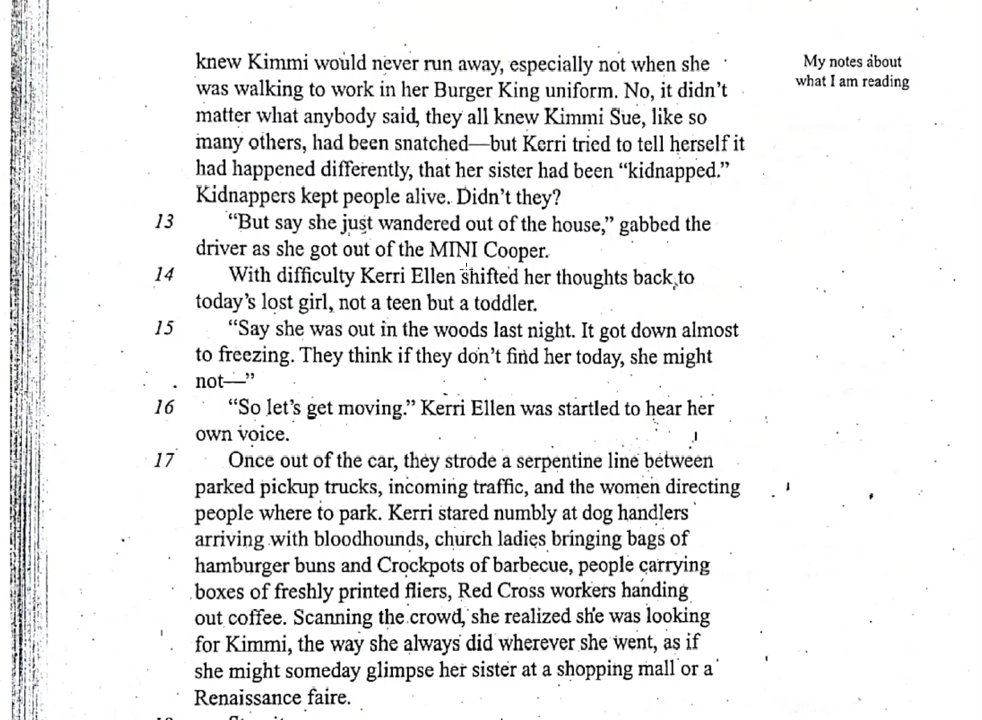 knew Kimmi would never run away, especially not when she
was walking to work in her Burger King uniform. No, it didn't
matter what anybody said, they all knew Kimmi Sue, like so
many others, had been snatched—but Kerri tried to tell herself it
had happened differently, that her sister had been “kidnapped.”
Kidnappers kept people alive. Didn't they?
My notes about
what I am reading
13 “But say she just wandered out of the house,” gabbed the
driver as she got out of the MINI Cooper.
14 With difficulty Kerri Ellen shifted her thoughts back to
today's lost girl, not a teen but a toddler.
15 “Say she was out in the woods last night. It got down almost
to freezing. They think if they don't find her today, she might
not—”
16 “So let's get moving.” Kerri Ellen was startled to hear her
own voice.
17 Once out of the car, they strode a serpentine line between
parked pickup trucks, incoming traffic, and the women directing
people where to park. Kerri stared numbly at dog handlers
arriving with bloodhounds, church ladies bringing bags of
hamburger buns and Crockpots of barbecue, people carrying
boxes of freshly printed fliers, Red Cross workers handing
out coffee. Scanning the crowd, she realized she was looking
for Kimmi, the way she always did wherever she went, as if
she might someday glimpse her sister at a shopping mall or a
Renaissance faire.